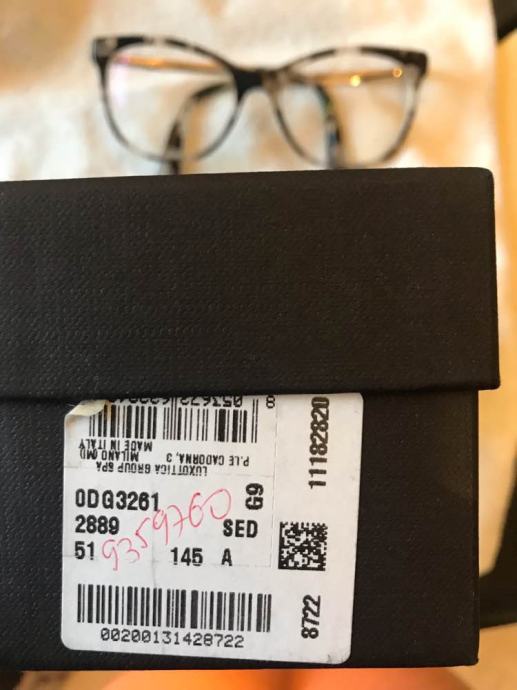 LUXOTTICA GROUP SPA
P.LE CADORNA, 3
MILANO (MI)
MADE IN ITALY
0DG3261
G9
2889
SED
51
145 A
9359760
11182820
8722
00200131428722